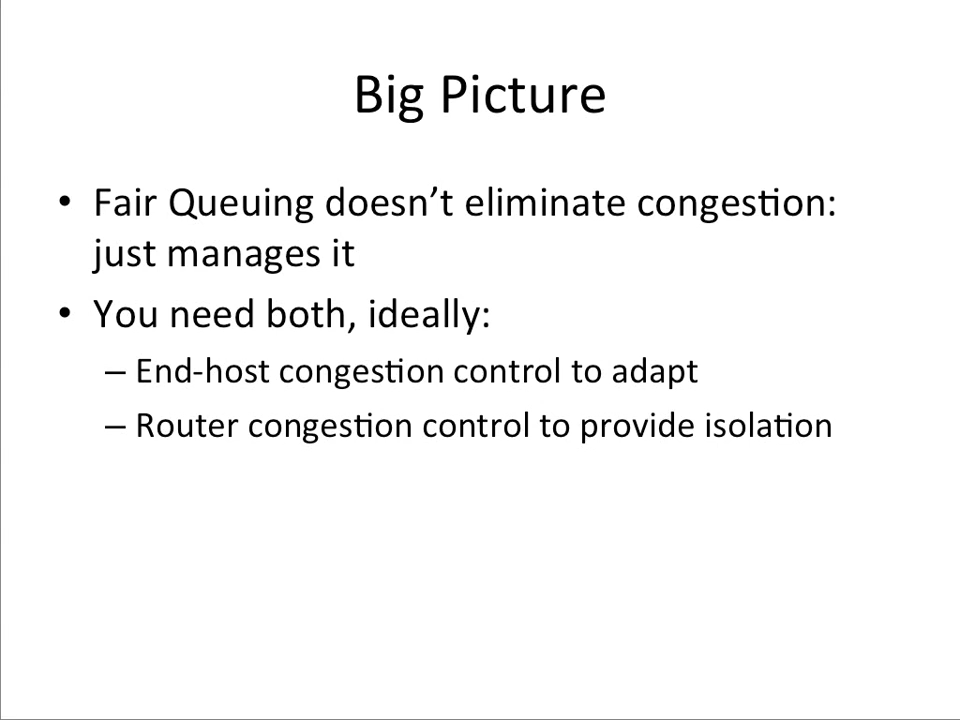 Big Picture
• Fair Queuing doesn’t eliminate congestion:
just manages it
• You need both, ideally:
– End-host congestion control to adapt
– Router congestion control to provide isolation